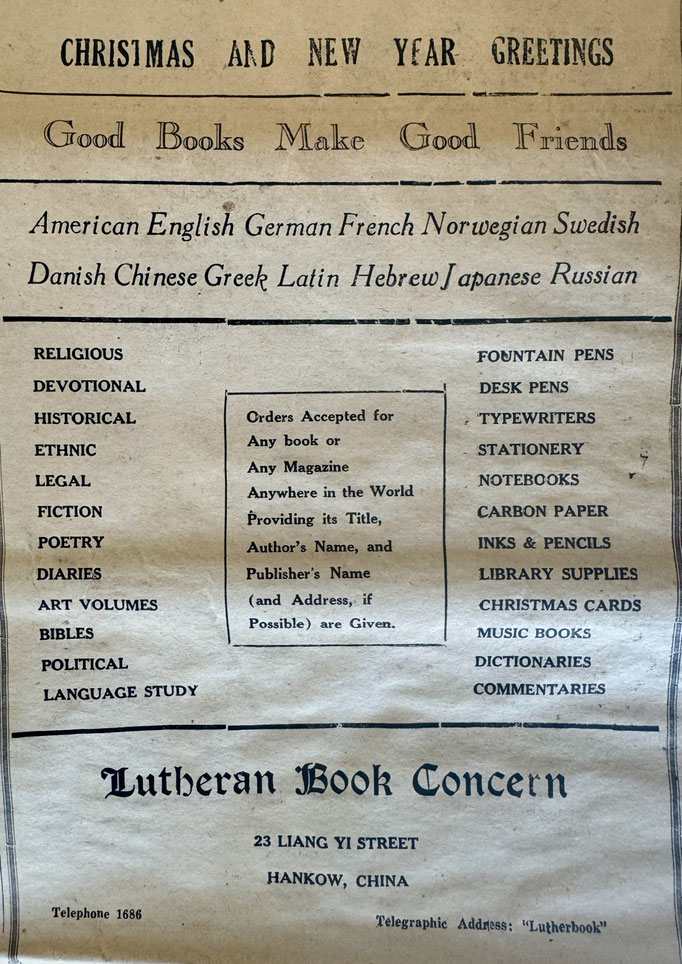 CHRISTMAS AND NEW YEAR GREETINGS
Good Books Make Good Friends
American English German French Norwegian Swedish
Danish Chinese Greek Latin Hebrew Japanese Russian
RELIGIOUS
DEVOTIONAL
HISTORICAL
ETHNIC
LEGAL
FICTION
POETRY
DIARIES
ART VOLUMES
BIBLES
POLITICAL
LANGUAGE STUDY
Orders Accepted for
Any book or
Any Magazine
Anywhere in the World
Providing its Title,
Author's Name, and
Publisher's Name
(and Address, if
Possible) are Given.
FOUNTAIN PENS
DESK PENS
TYPEWRITERS
STATIONERY
NOTEBOOKS
CARBON PAPER
INKS & PENCILS
LIBRARY SUPPLIES
CHRISTMAS CARDS
MUSIC BOOKS
DICTIONARIES
COMMENTARIES
Lutheran Book Concern
23 LIANG YI STREET
HANKOW, CHINA
Telephone 1686
Telegraphic Address: "Lutherbook"